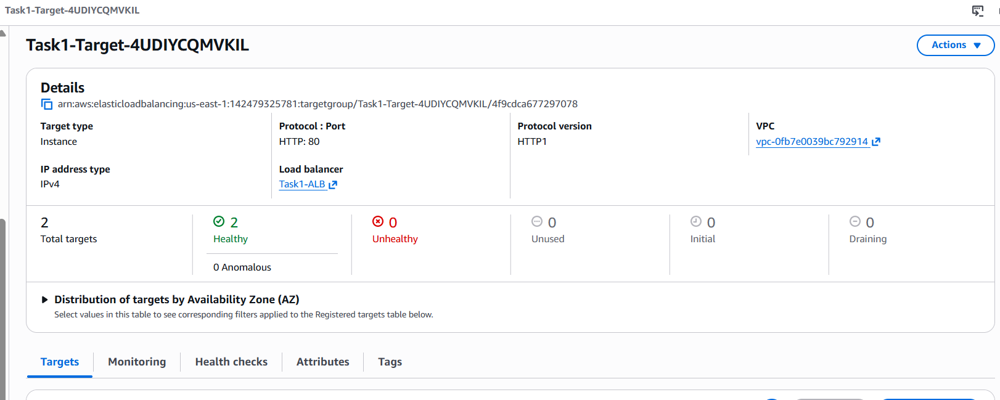 Task1-Target-4UDIYCQMVKIL
Task1-Target-4UDIYCQMVKIL
Actions
Details
arn:aws:elasticloadbalancing:us-east-1:142479325781:targetgroup/Task1-Target-4UDIYCQMVKIL/4f9cdca677297078
Target type
Instance
Protocol : Port
HTTP: 80
Protocol version
HTTP1
VPC
vpc-0fb7e0039bc792914
IP address type
IPv4
Load balancer
Task1-ALB
2
Total targets
2
Healthy
0 Anomalous
0
Unhealthy
0
Unused
0
Initial
0
Draining
Distribution of targets by Availability Zone (AZ)
Select values in this table to see corresponding filters applied to the Registered targets table below.
Targets
Monitoring
Health checks
Attributes
Tags